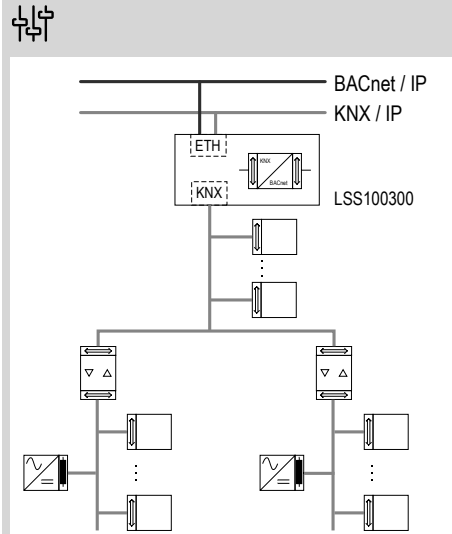 BACnet / IP
KNX / IP
ETH
KNX
BACnet
KNX
LSS100300